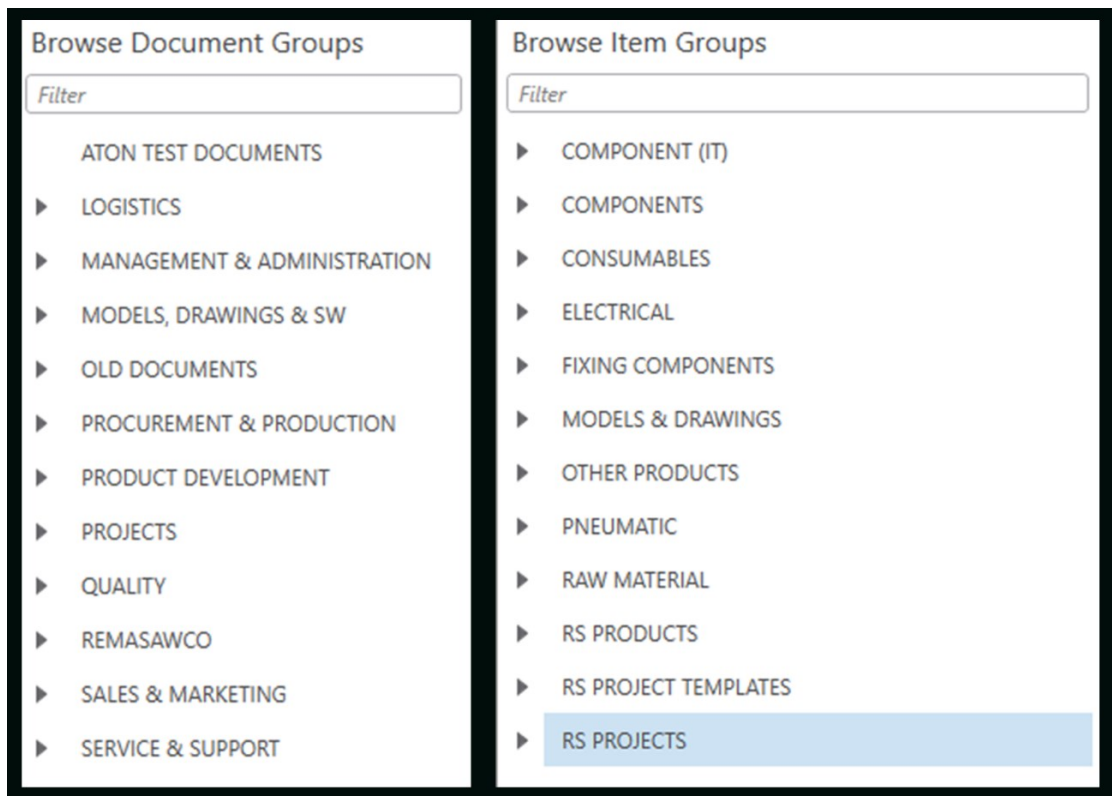 Browse Document Groups
Filter
ATON TEST DOCUMENTS
LOGISTICS
MANAGEMENT & ADMINISTRATION
MODELS, DRAWINGS & SW
OLD DOCUMENTS
PROCUREMENT & PRODUCTION
PRODUCT DEVELOPMENT
PROJECTS
QUALITY
REMASAWCO
SALES & MARKETING
SERVICE & SUPPORT
Browse Item Groups
Filter
COMPONENT (IT)
COMPONENTS
CONSUMABLES
ELECTRICAL
FIXING COMPONENTS
MODELS & DRAWINGS
OTHER PRODUCTS
PNEUMATIC
RAW MATERIAL
RS PRODUCTS
RS PROJECT TEMPLATES
RS PROJECTS